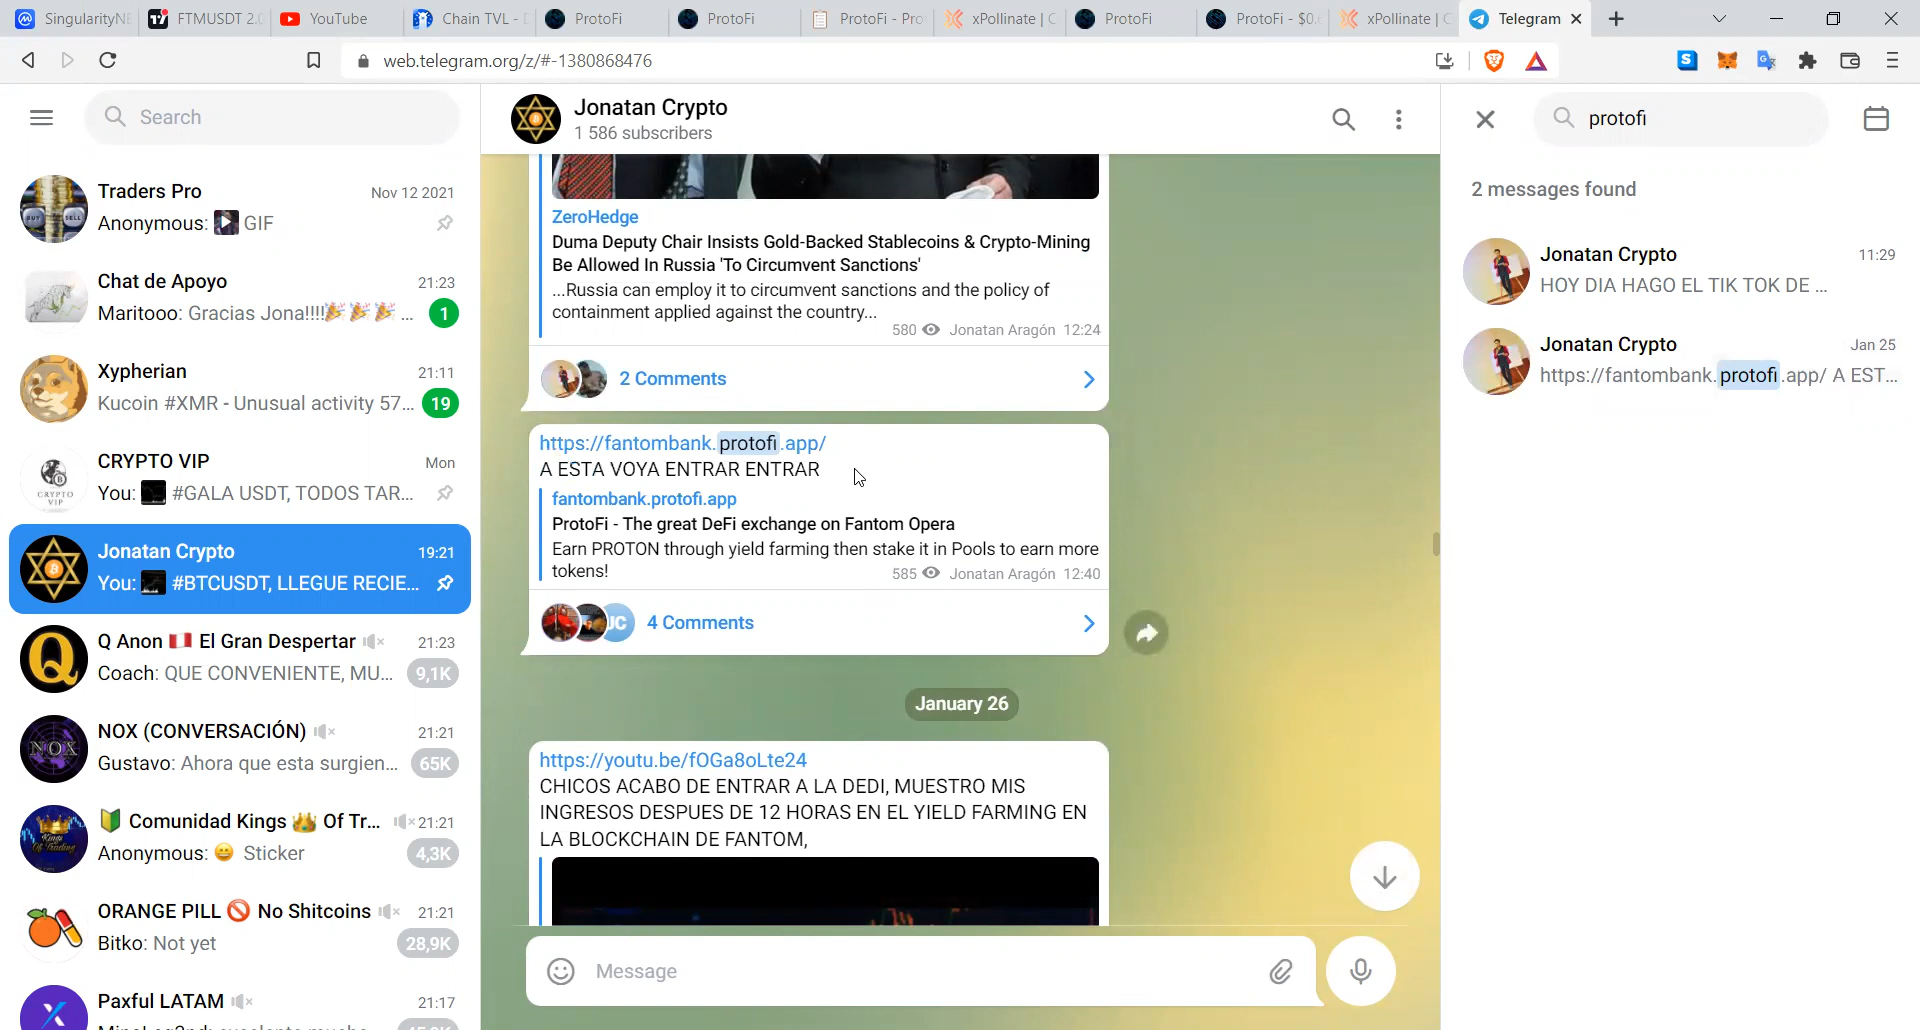 SingularityN
FTMUSDT 2.
YouTube
Chain TVL -
ProtoFi
ProtoFi
ProtoFi - Pro
xPollinate | C
ProtoFi
ProtoFi - $0.
xPollinate | C
Telegram
web.telegram.org/z/#-1380868476
Search
Traders Pro
Nov 12 2021
Anonymous: GIF
Chat de Apoyo
21:23
Maritooo: Gracias Jona!!!!🎉🎉🎉 ...
1
Xypherian
21:11
Kucoin #XMR - Unusual activity 57...
19
CRYPTO VIP
Mon
You: #GALA USDT, TODOS TAR...
CRYPTO
VIP
Jonatan Crypto
19:21
You: #BTCUSDT, LLEGUE RECIE...
Q Anon 🇵🇪 El Gran Despertar
21:23
Coach: QUE CONVENIENTE, MU...
9,1K
NOX (CONVERSACIÓN)
21:21
NOX
Gustavo: Ahora que esta surgien...
65K
🔰 Comunidad Kings 👑 Of Tr...
21:21
Anonymous: 😄 Sticker
4,3K
ORANGE PILL 🚫 No Shitcoins
21:21
Bitko: Not yet
28,9K
Paxful LATAM
21:17
Jonatan Crypto
1 586 subscribers
ZeroHedge
Duma Deputy Chair Insists Gold-Backed Stablecoins & Crypto-Mining
Be Allowed In Russia 'To Circumvent Sanctions'
...Russia can employ it to circumvent sanctions and the policy of
containment applied against the country...
580 Jonatan Aragón 12:24
2 Comments
https://fantombank.protofi.app/
A ESTA VOYA ENTRAR ENTRAR
fantombank.protofi.app
ProtoFi - The great DeFi exchange on Fantom Opera
Earn PROTON through yield farming then stake it in Pools to earn more
tokens!
585 Jonatan Aragón 12:40
JC
4 Comments
January 26
https://youtu.be/fOGa8oLte24
CHICOS ACABO DE ENTRAR A LA DEDI, MUESTRO MIS
INGRESOS DESPUES DE 12 HORAS EN EL YIELD FARMING EN
LA BLOCKCHAIN DE FANTOM,
Message
protofi
2 messages found
Jonatan Crypto
11:29
HOY DIA HAGO EL TIK TOK DE ...
Jonatan Crypto
Jan 25
https://fantombank.protofi.app/ A EST...